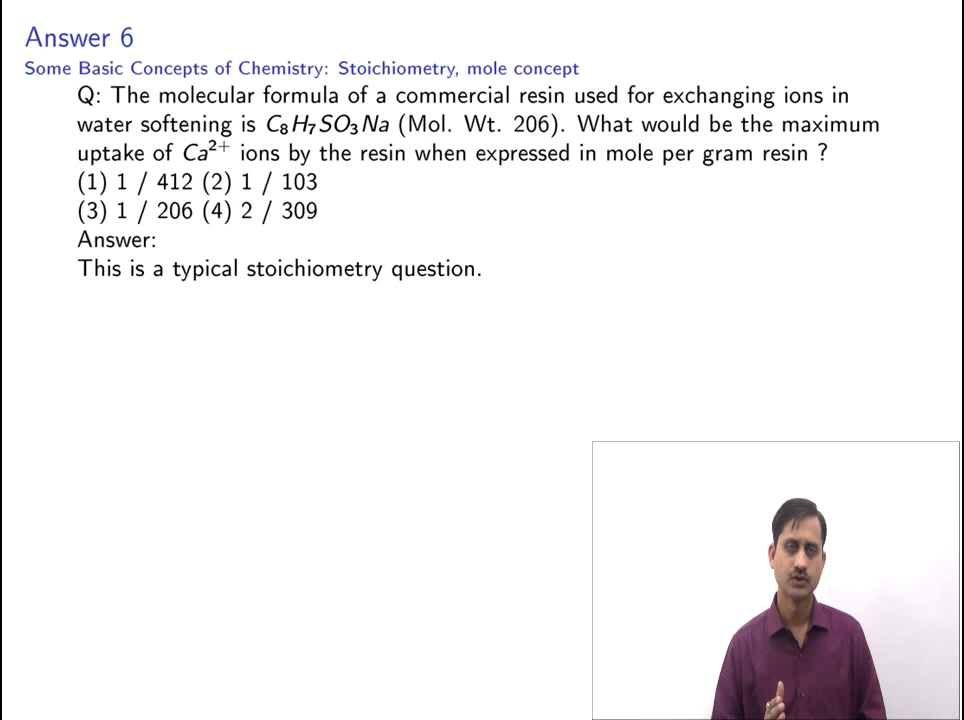 Answer 6
Some Basic Concepts of Chemistry: Stoichiometry, mole concept
Q: The molecular formula of a commercial resin used for exchanging ions in
water softening is C₈H₇SO₃Na (Mol. Wt. 206). What would be the maximum
uptake of Ca²⁺ ions by the resin when expressed in mole per gram resin ?
(1) 1 / 412 (2) 1 / 103
(3) 1 / 206 (4) 2 / 309
Answer:
This is a typical stoichiometry question.